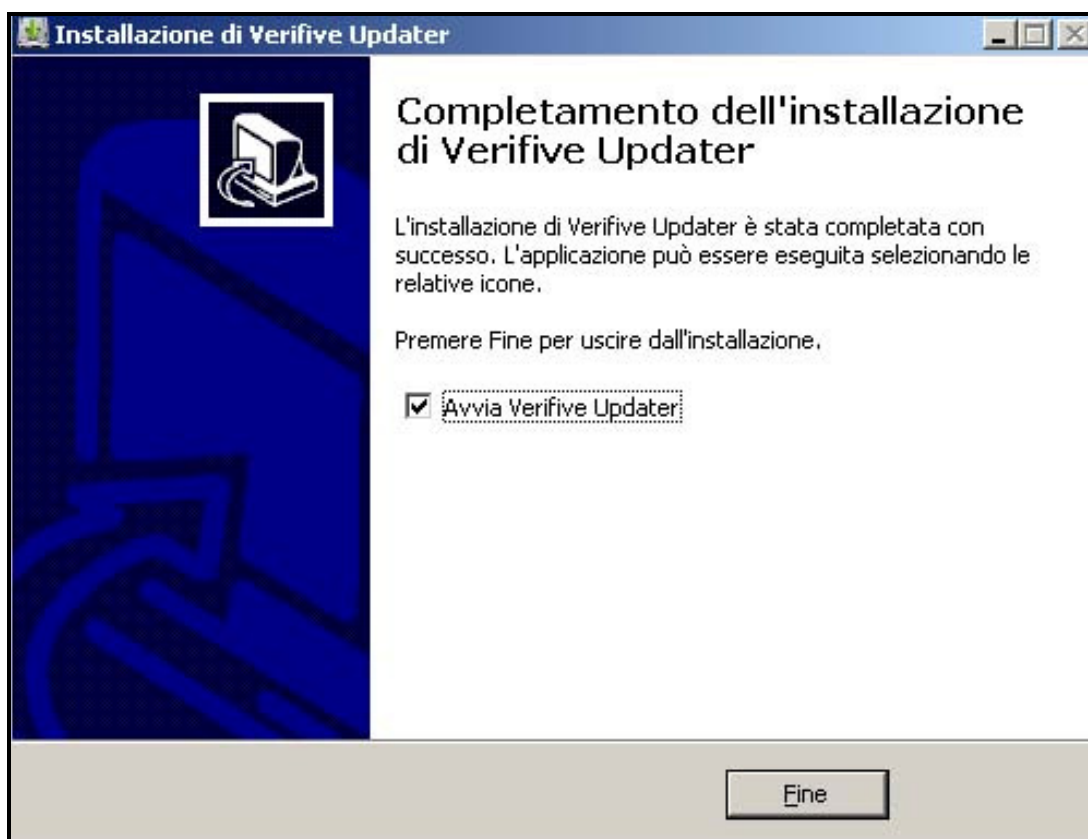 Installazione di Verifive Updater
Completamento dell'installazione
di Verifive Updater
L'installazione di Verifive Updater è stata completata con
successo. L'applicazione può essere eseguita selezionando le
relative icone.
Premere Fine per uscire dall'installazione.
Avvia Verifive Updater
Fine